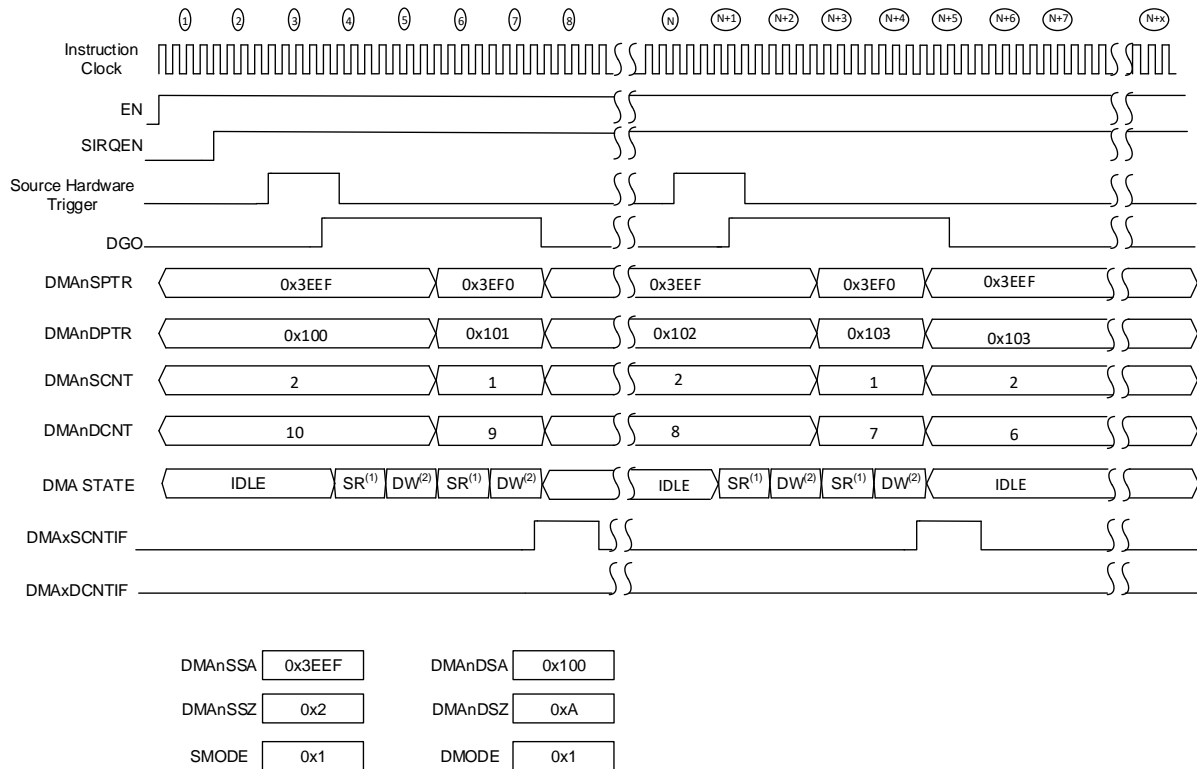 1 2 3 4 5 6 7 8 N N+1 N+2 N+3 N+4 N+5 N+6 N+7 N+x
Instruction
Clock
EN
SIRQEN
Source Hardware
Trigger
DGO
DMAnSPTR 0x3EEF 0x3EF0 0x3EEF 0x3EF0 0x3EEF
DMAnDPTR 0x100 0x101 0x102 0x103 0x103
DMAnSCNT 2 1 2 1 2
DMAnDCNT 10 9 8 7 6
DMA STATE IDLE SR(1) DW(2) SR(1) DW(2) IDLE SR(1) DW(2) SR(1) DW(2) IDLE
DMAxSCNTIF
DMAxDCNTIF
DMAnSSA 0x3EEF DMAnDSA 0x100
DMAnSSZ 0x2 DMAnDSZ 0xA
SMODE 0x1 DMODE 0x1